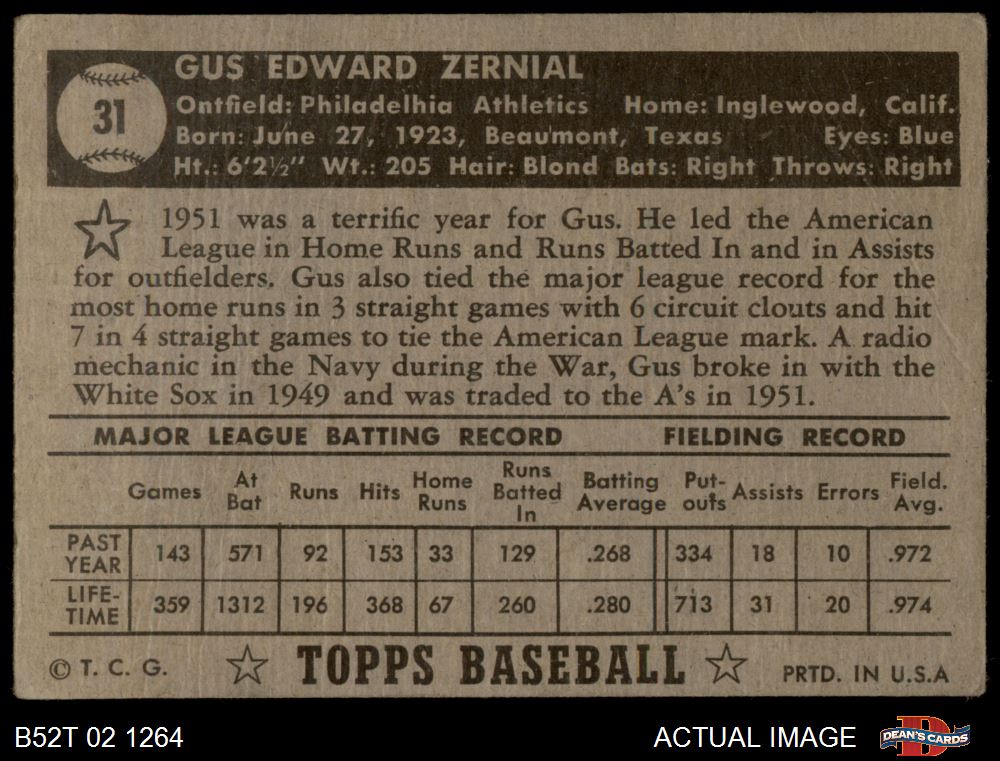 GUS EDWARD ZERNIAL
31
Ontfield: Philadelhia Athletics Home: Inglewood, Calif.
Born: June 27, 1923, Beaumont, Texas Eyes: Blue
Ht.: 6'2½" Wt.: 205 Hair: Blond Bats: Right Throws: Right
1951 was a terrific year for Gus. He led the American
League in Home Runs and Runs Batted In and in Assists
for outfielders. Gus also tied the major league record for the
most home runs in 3 straight games with 6 circuit clouts and hit
7 in 4 straight games to tie the American League mark. A radio
mechanic in the Navy during the War, Gus broke in with the
White Sox in 1949 and was traded to the A's in 1951.
MAJOR LEAGUE BATTING RECORD FIELDING RECORD
Games At Bat Runs Hits Home Runs Runs Batted In Batting Average Put-outs Assists Errors Field. Avg.
PAST YEAR 143 571 92 153 33 129 .268 334 18 10 .972
LIFE-TIME 359 1312 196 368 67 260 .280 713 31 20 .974
© T. C. G. TOPPS BASEBALL PRTD. IN U.S.A
B52T 02 1264 ACTUAL IMAGE DEAN'S CARDS